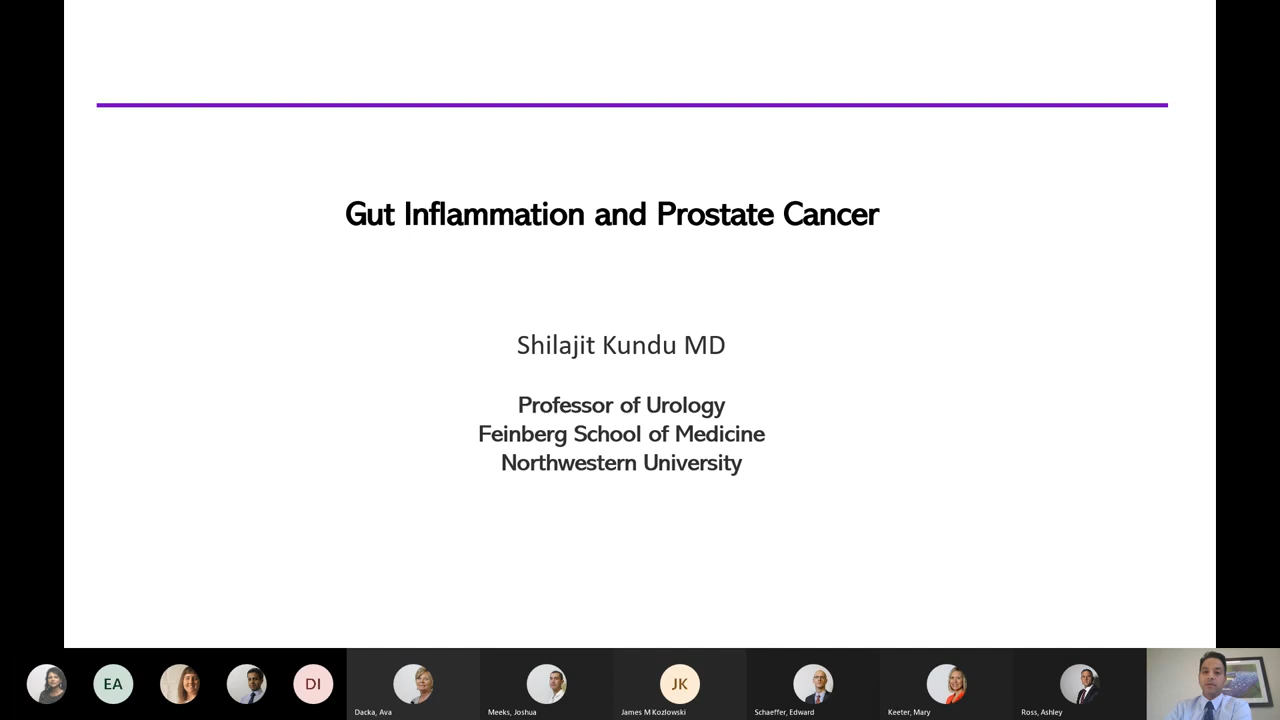 Gut Inflammation and Prostate Cancer
Shilajit Kundu MD
Professor of Urology
Feinberg School of Medicine
Northwestern University
EA
DI
JK
Dacka, Ava
Meeks, Joshua
James M Kozlowski
Schaeffer, Edward
Keeter, Mary
Ross, Ashley